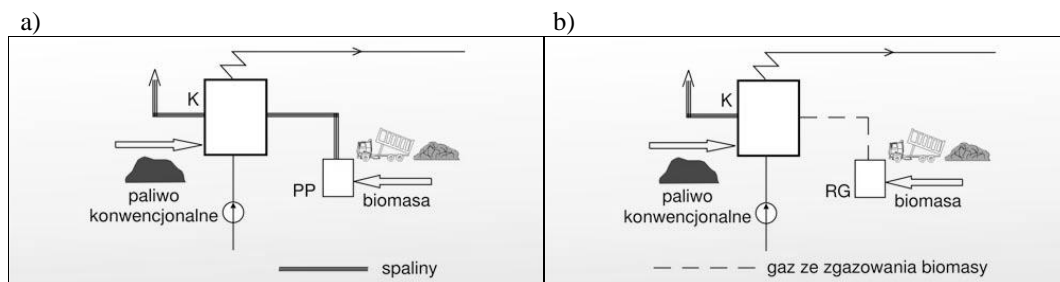 a)
K
paliwo
konwencjonalne
PP
biomasa
spaliny
b)
K
paliwo
konwencjonalne
RG
biomasa
gaz ze zgazowania biomasy